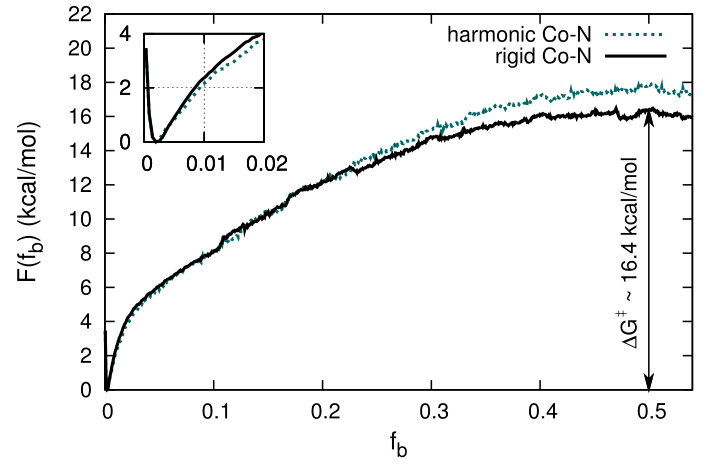 22
20
18
16
14
12
10
8
6
4
2
0
F(f_b) (kcal/mol)
4
2
0
0 0.01 0.02
harmonic Co-N
rigid Co-N
ΔG‡ ~ 16.4 kcal/mol
0 0.1 0.2 0.3 0.4 0.5
f_b